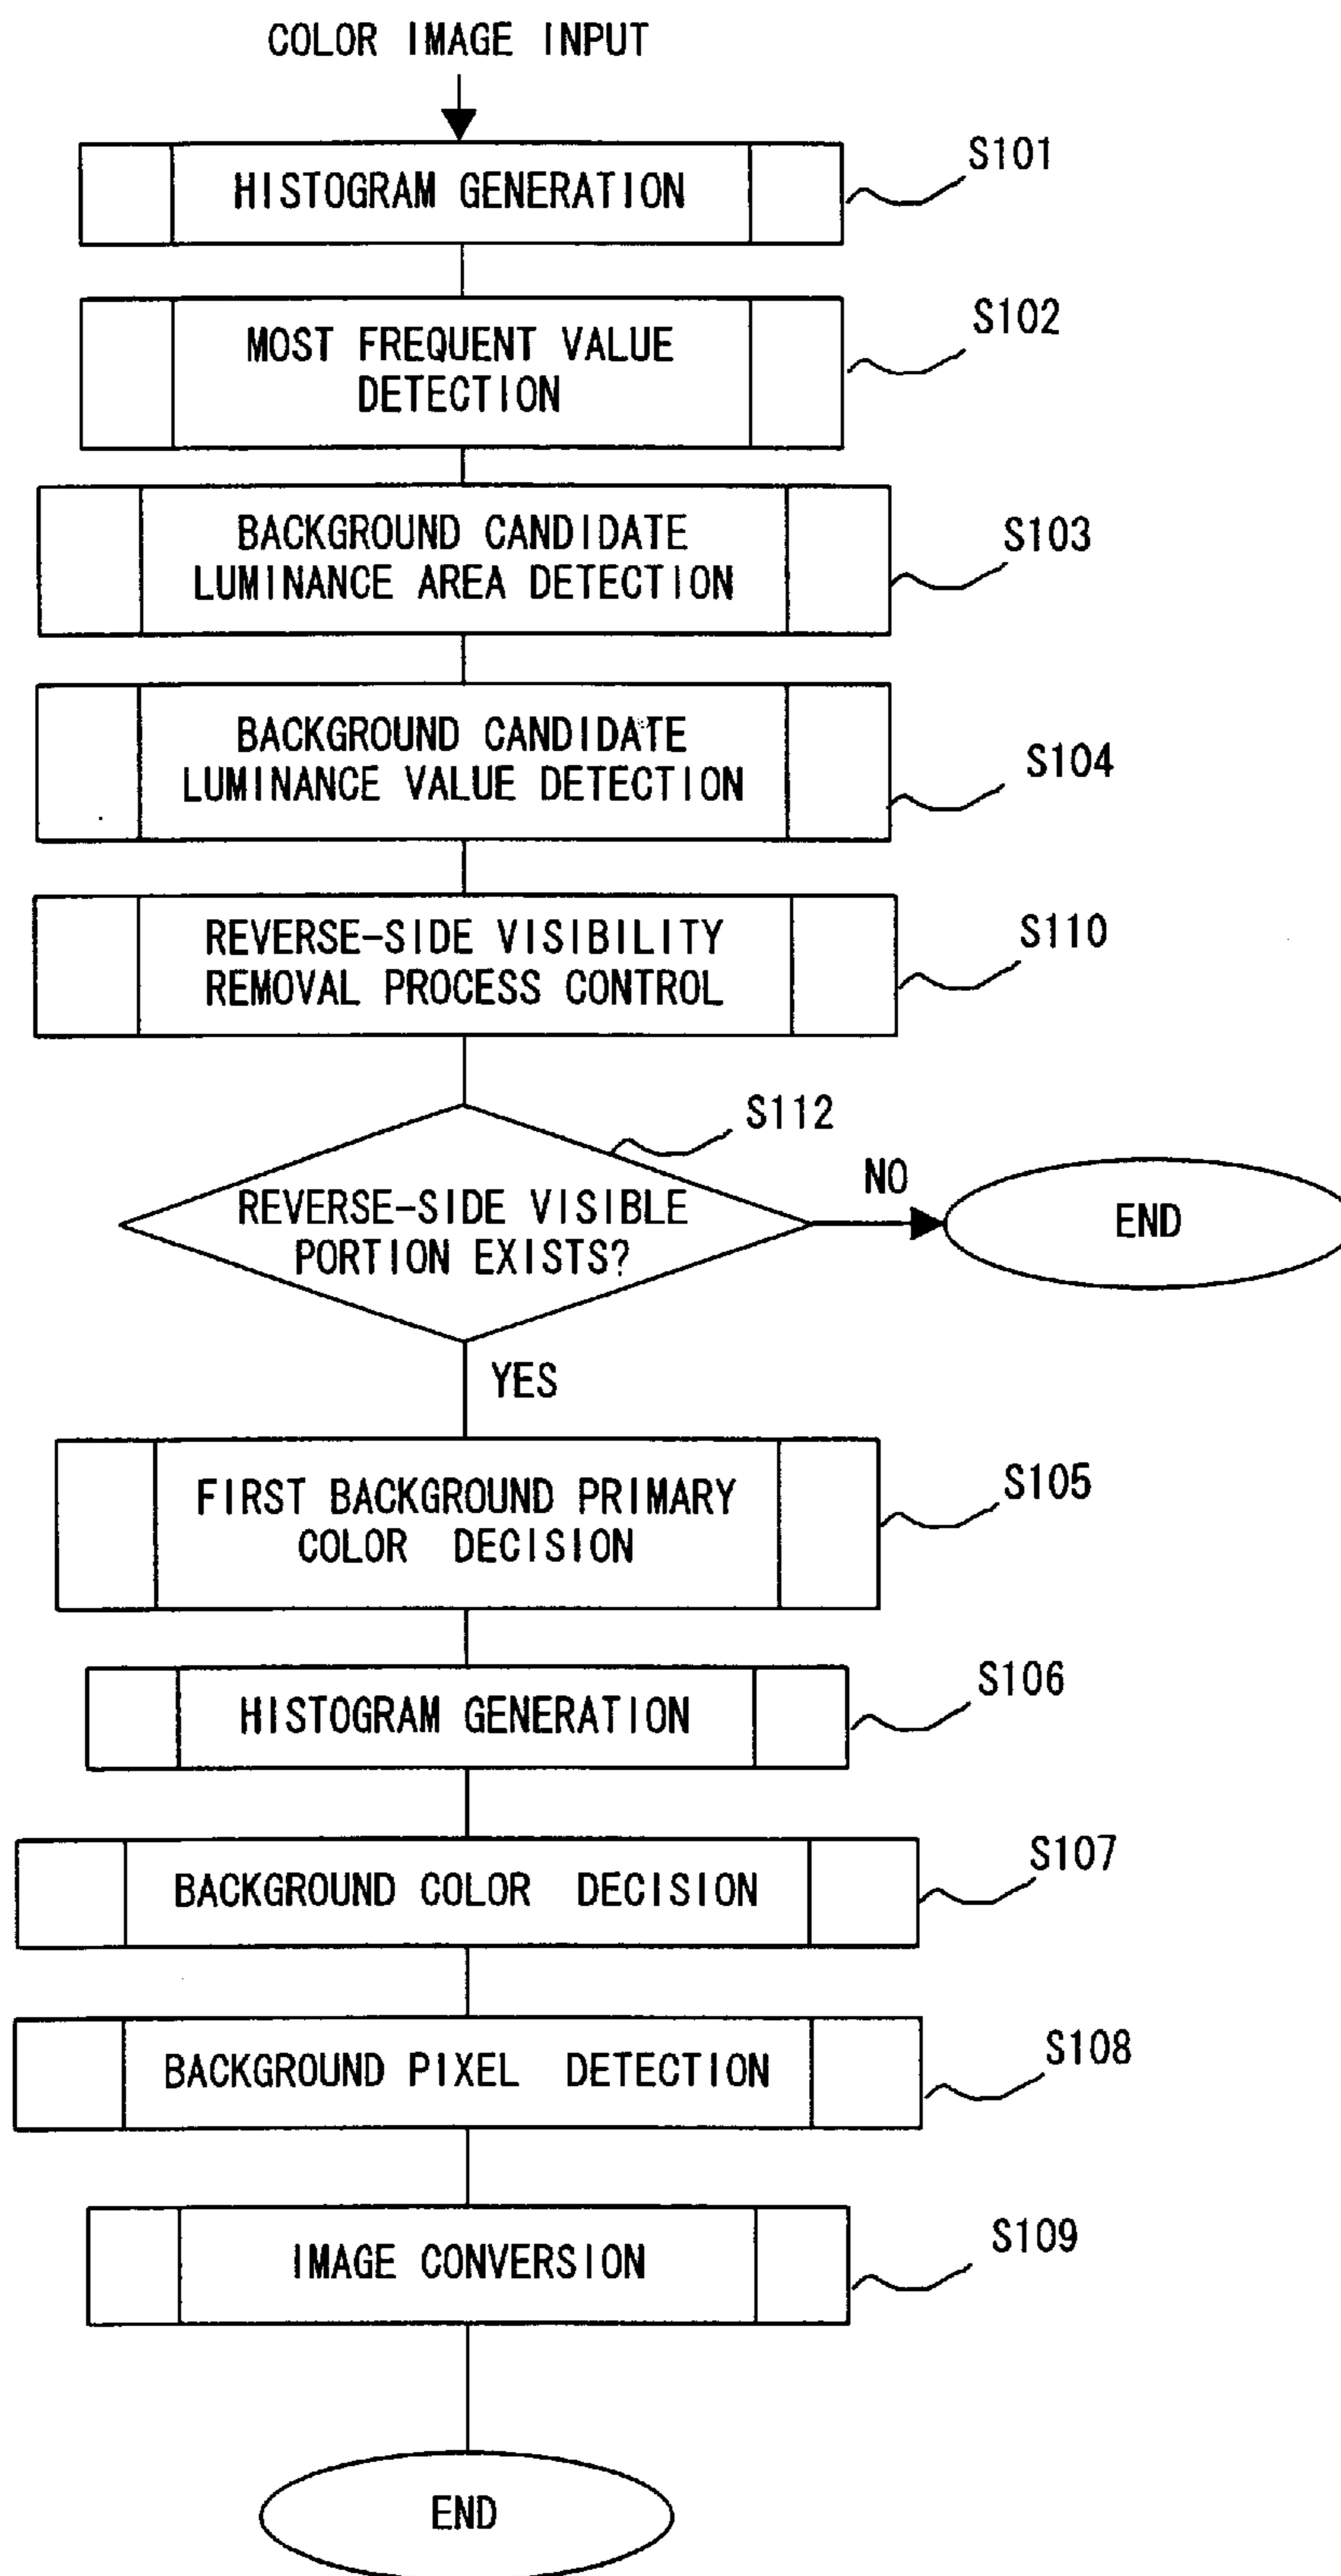 COLOR IMAGE INPUT
HISTOGRAM GENERATION
S101
MOST FREQUENT VALUE
DETECTION
S102
BACKGROUND CANDIDATE
LUMINANCE AREA DETECTION
S103
BACKGROUND CANDIDATE
LUMINANCE VALUE DETECTION
S104
REVERSE-SIDE VISIBILITY
REMOVAL PROCESS CONTROL
S110
S112
REVERSE-SIDE VISIBLE
PORTION EXISTS?
NO
END
YES
FIRST BACKGROUND PRIMARY
COLOR DECISION
S105
HISTOGRAM GENERATION
S106
BACKGROUND COLOR DECISION
S107
BACKGROUND PIXEL DETECTION
S108
IMAGE CONVERSION
S109
END